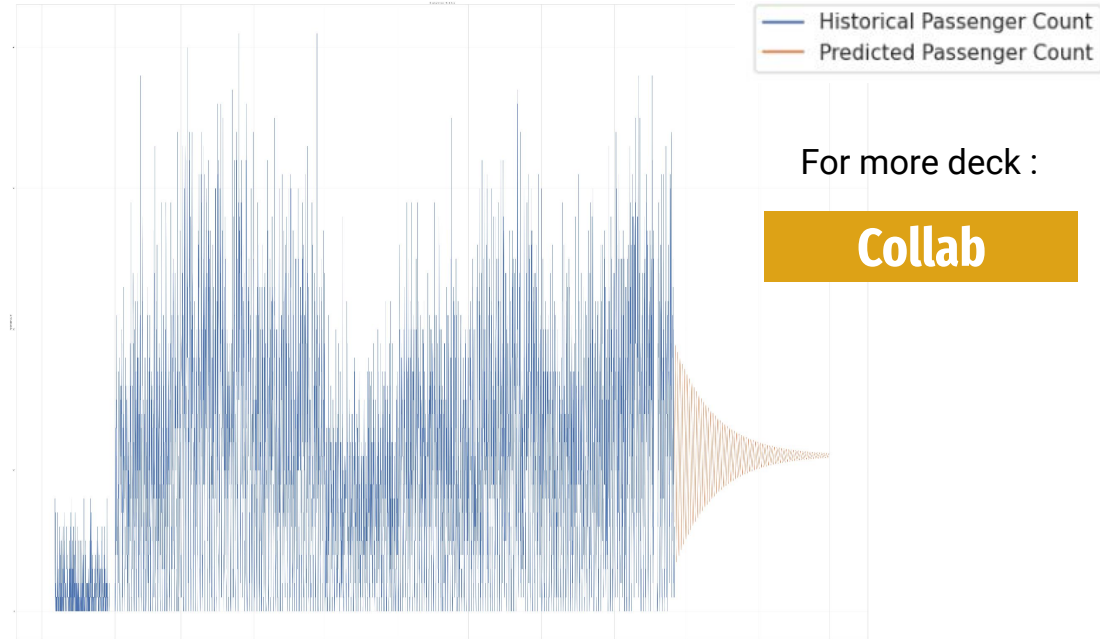 Historical Passenger Count
Predicted Passenger Count
For more deck :
Collab